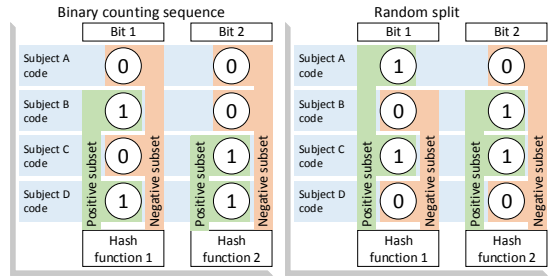 Binary counting sequence
Bit 1 Bit 2
Subject A
code
0 0
Subject B
code
1 0
Subject C
code
0 1
Subject D
code
1 1
Positive subset
Negative subset
Positive subset
Negative subset
Hash
function 1
Hash
function 2
Random split
Bit 1 Bit 2
Subject A
code
1 0
Subject B
code
0 1
Subject C
code
1 1
Subject D
code
0 0
Positive subset
Negative subset
Positive subset
Negative subset
Hash
function 1
Hash
function 2